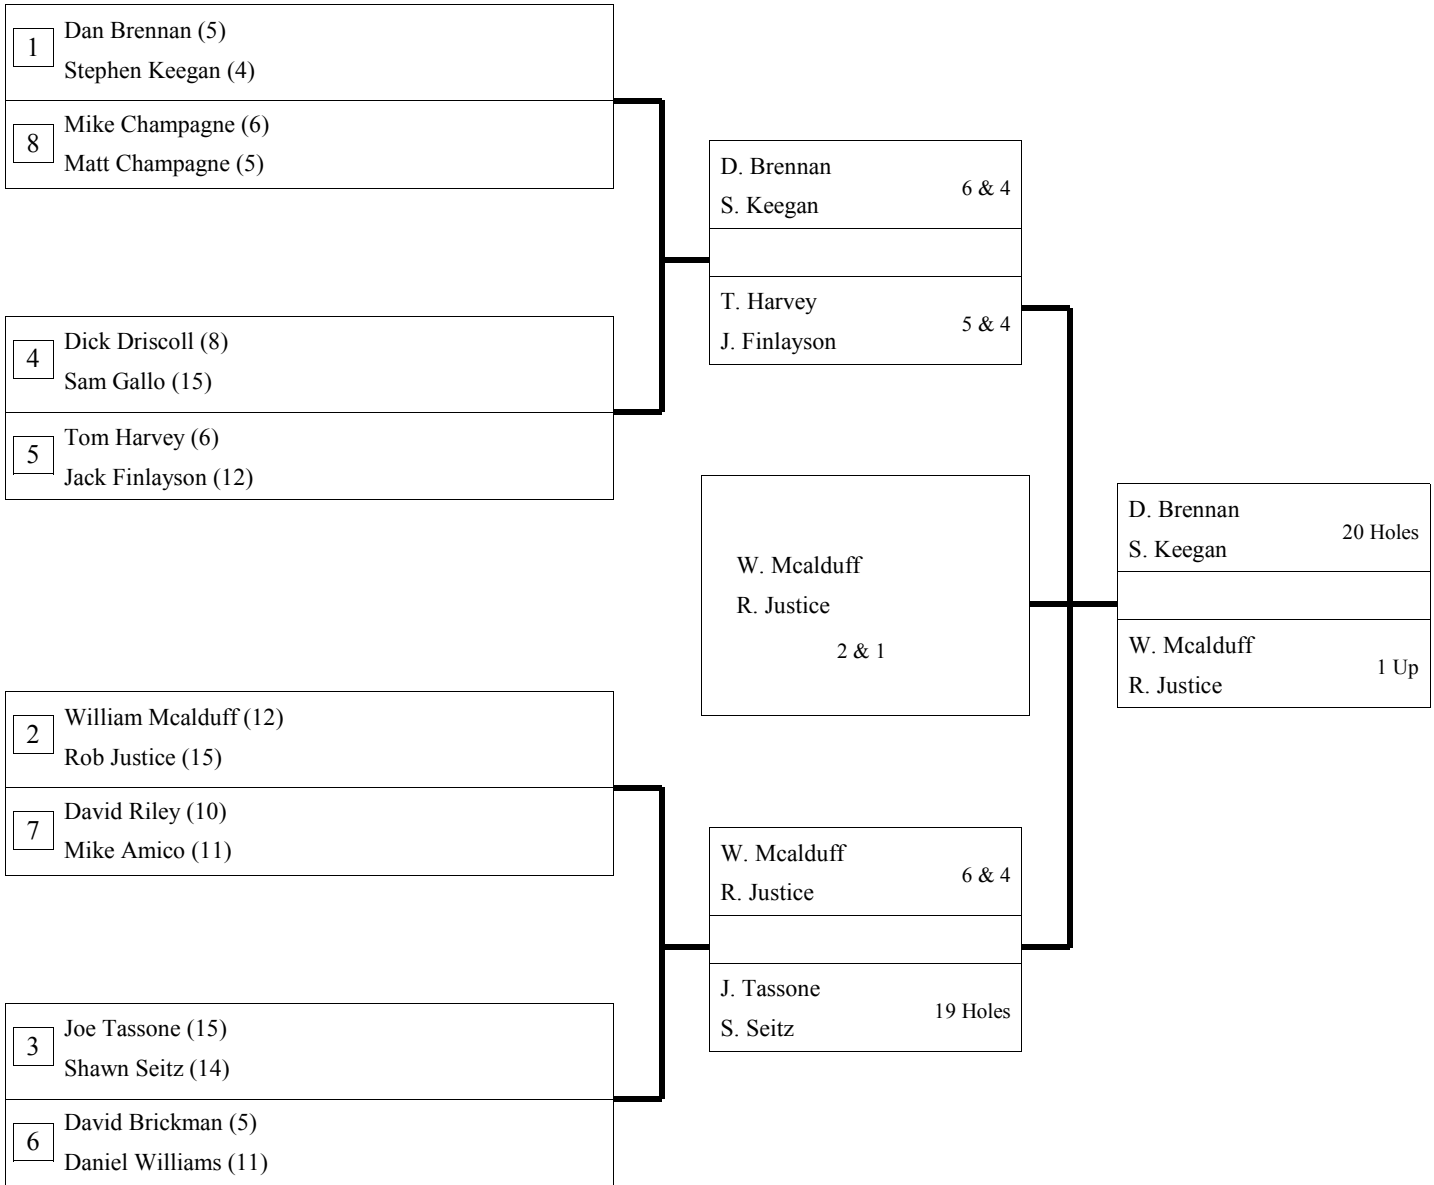 1
Dan Brennan (5)
Stephen Keegan (4)
8
Mike Champagne (6)
Matt Champagne (5)
4
Dick Driscoll (8)
Sam Gallo (15)
5
Tom Harvey (6)
Jack Finlayson (12)
2
William Mcalduff (12)
Rob Justice (15)
7
David Riley (10)
Mike Amico (11)
3
Joe Tassone (15)
Shawn Seitz (14)
6
David Brickman (5)
Daniel Williams (11)
D. Brennan
S. Keegan
6 & 4
T. Harvey
J. Finlayson
5 & 4
W. Mcalduff
R. Justice
2 & 1
W. Mcalduff
R. Justice
6 & 4
J. Tassone
S. Seitz
19 Holes
D. Brennan
S. Keegan
20 Holes
W. Mcalduff
R. Justice
1 Up